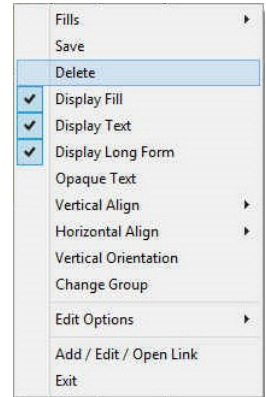 Fills
Save
Delete
Display Fill
Display Text
Display Long Form
Opaque Text
Vertical Align
Horizontal Align
Vertical Orientation
Change Group
Edit Options
Add / Edit / Open Link
Exit